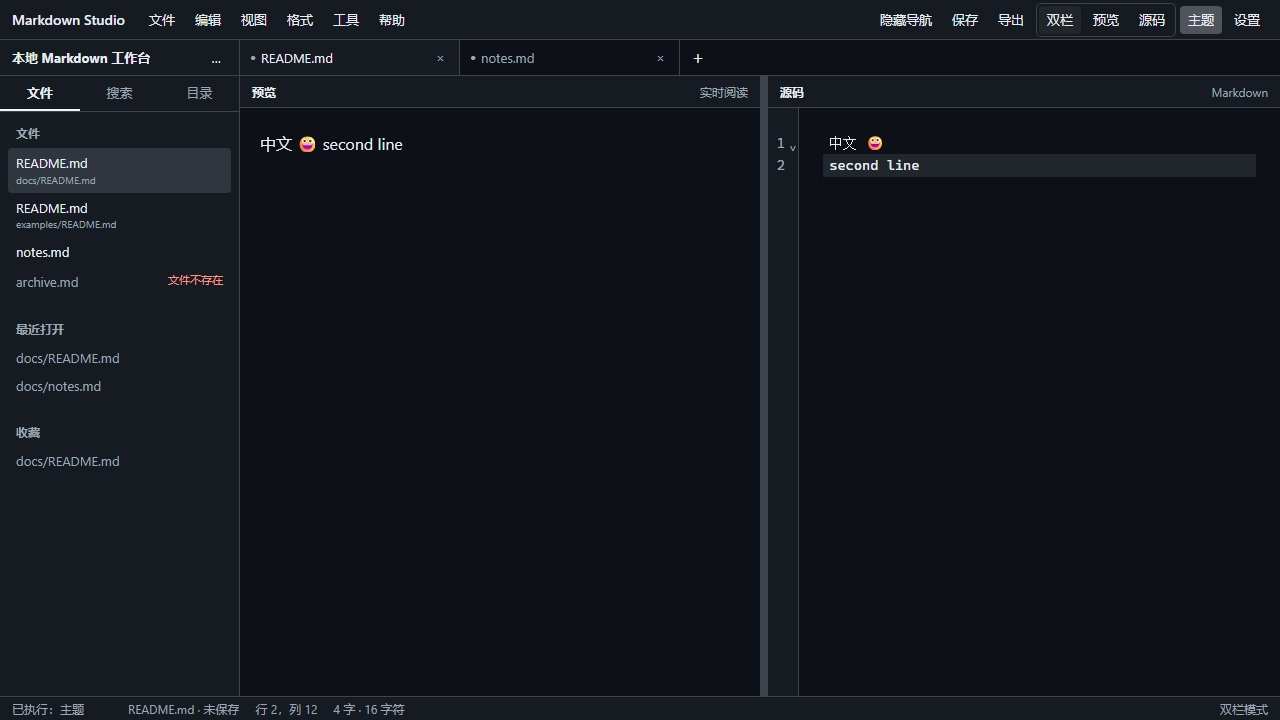 Markdown Studio 文件 编辑 视图 格式 工具 帮助 隐藏导航 保存 导出 双栏 预览 源码 主题 设置
本地 Markdown 工作台 ...
• README.md × • notes.md × +
文件 搜索 目录
预览 实时阅读
源码 Markdown
文件
README.md
docs/README.md
README.md
examples/README.md
notes.md
archive.md 文件不存在
最近打开
docs/README.md
docs/notes.md
收藏
docs/README.md
中文 😀 second line
1 中文 😀
2 second line
已执行：主题 README.md · 未保存 行 2，列 12 4 字 · 16 字符 双栏模式